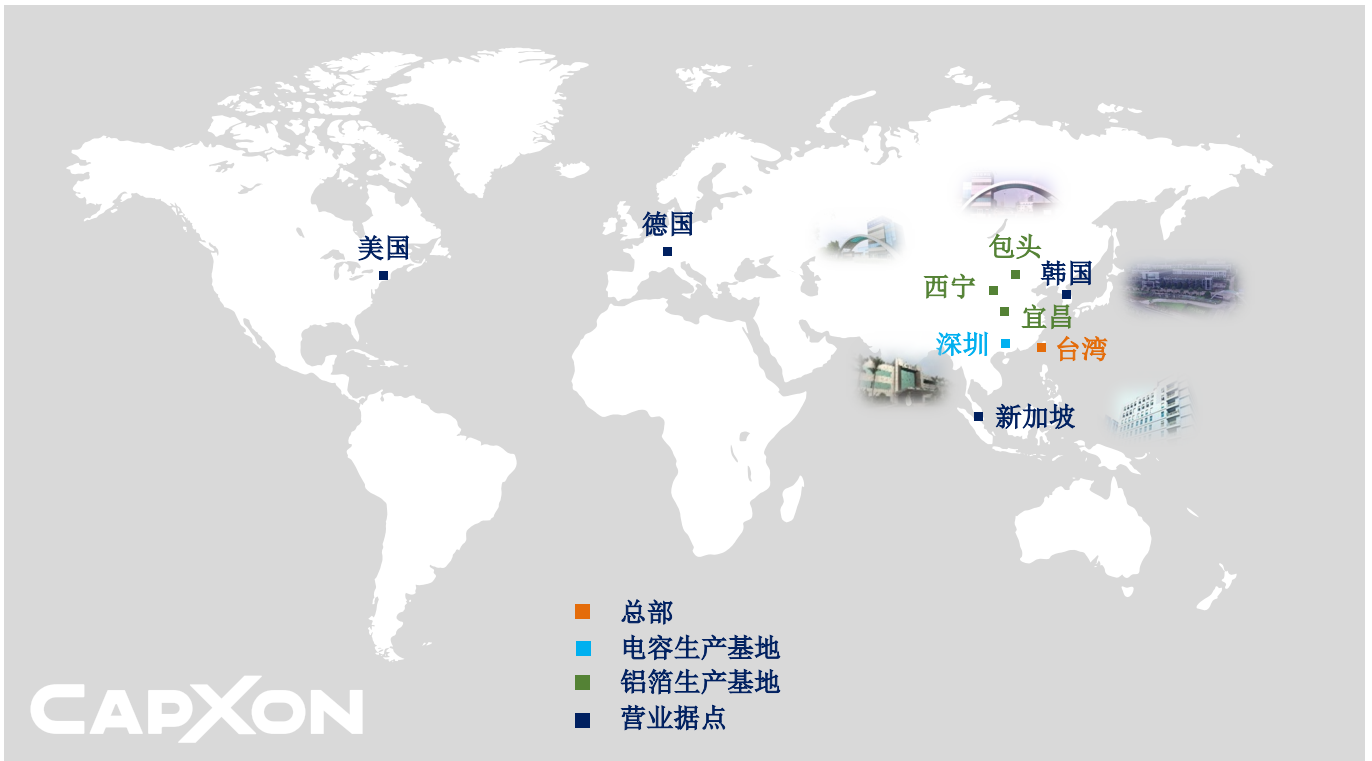 德国
美国
包头
韩国
西宁
宜昌
深圳
台湾
新加坡
总部
电容生产基地
铝箔生产基地
营业据点
CAPXON